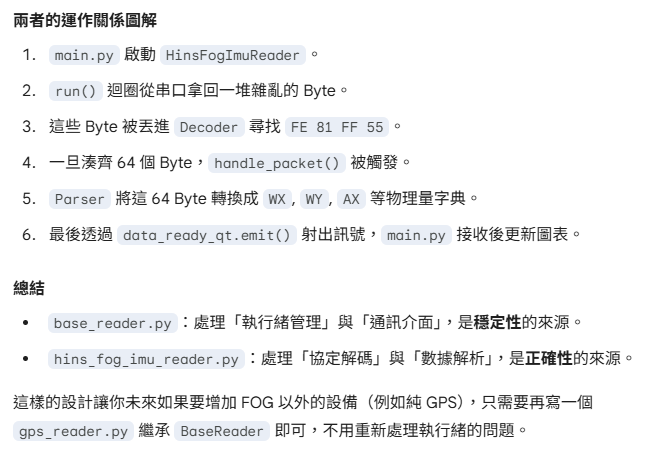 兩者的運作關係圖解
1. main.py 啟動 HinsFogImuReader。
2. run() 迴圈從串口拿回一堆雜亂的 Byte。
3. 這些 Byte 被丟進 Decoder 尋找 FE 81 FF 55。
4. 一旦湊齊 64 個 Byte，handle_packet() 被觸發。
5. Parser 將這 64 Byte 轉換成 WX, WY, AX 等物理量字典。
6. 最後透過 data_ready_qt.emit() 射出訊號，main.py 接收後更新圖表。
總結
• base_reader.py：處理「執行緒管理」與「通訊介面」，是穩定性的來源。
• hins_fog_imu_reader.py：處理「協定解碼」與「數據解析」，是正確性的來源。
這樣的設計讓你未來如果要增加 FOG 以外的設備（例如純 GPS），只需要再寫一個
gps_reader.py 繼承 BaseReader 即可，不用重新處理執行緒的問題。